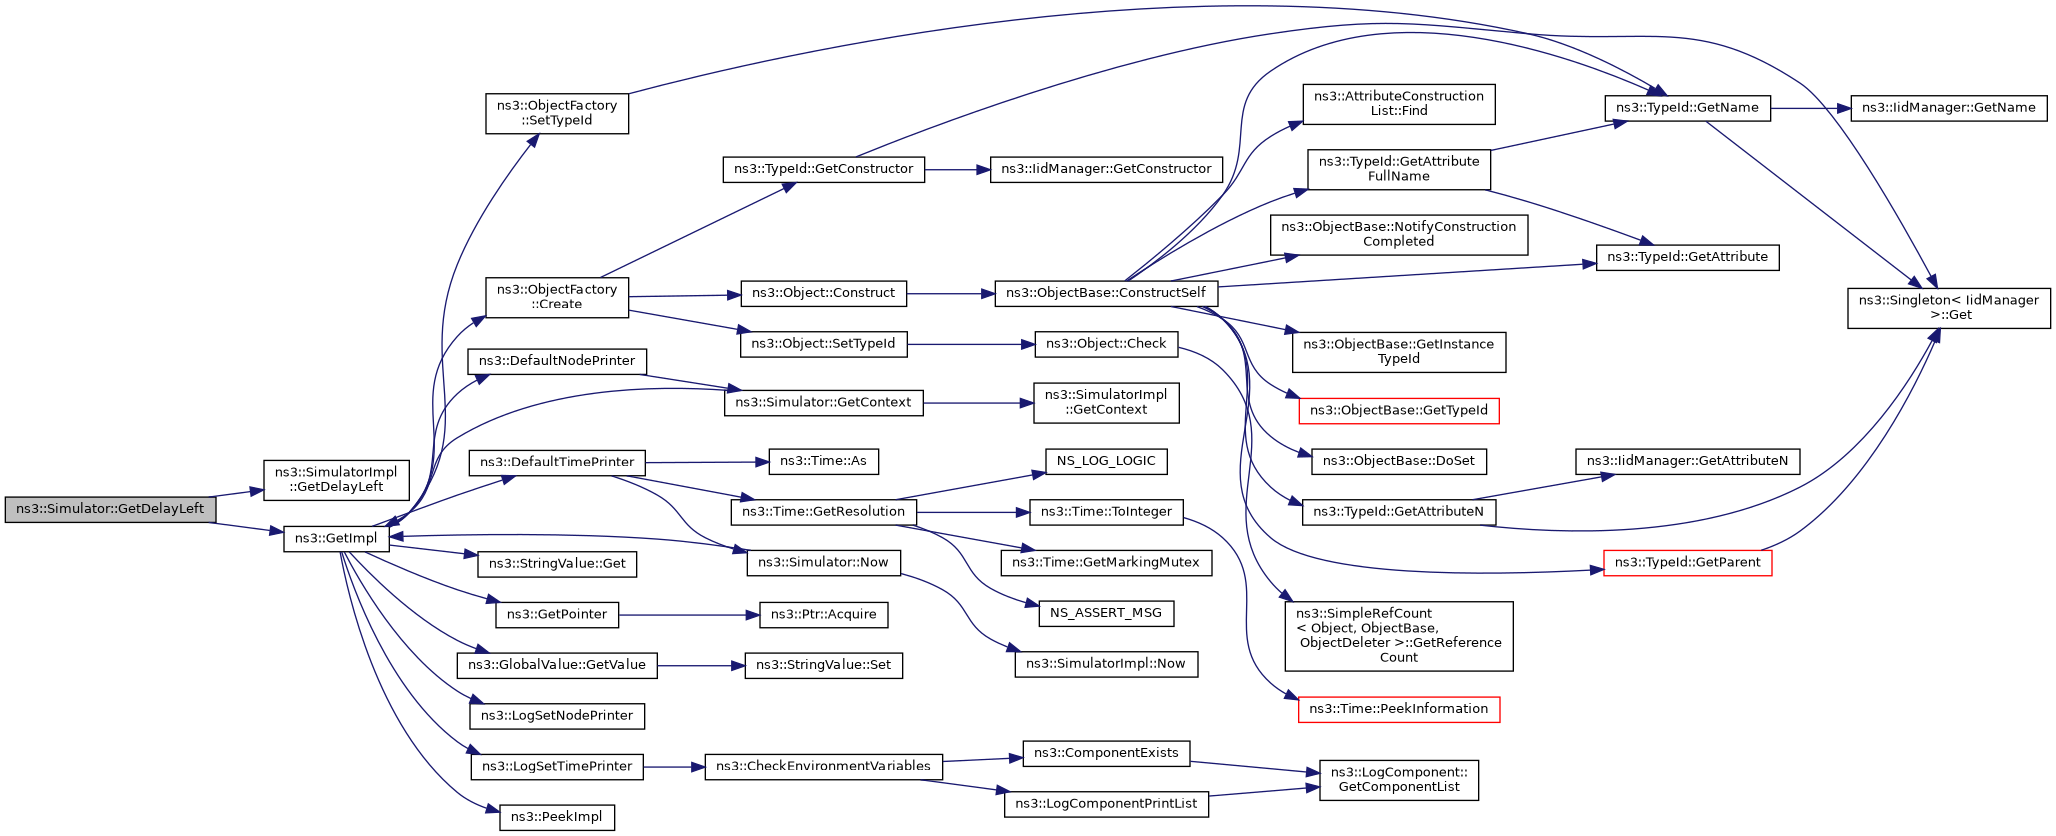 ns3::Simulator::GetDelayLeft
ns3::SimulatorImpl
::GetDelayLeft
ns3::GetImpl
ns3::ObjectFactory
::SetTypeId
ns3::ObjectFactory
::Create
ns3::DefaultNodePrinter
ns3::DefaultTimePrinter
ns3::StringValue::Get
ns3::GetPointer
ns3::GlobalValue::GetValue
ns3::LogSetNodePrinter
ns3::LogSetTimePrinter
ns3::PeekImpl
ns3::TypeId::GetConstructor
ns3::Object::Construct
ns3::Object::SetTypeId
ns3::Simulator::GetContext
ns3::Time::As
ns3::Time::GetResolution
ns3::Simulator::Now
ns3::Ptr::Acquire
ns3::StringValue::Set
ns3::CheckEnvironmentVariables
ns3::IidManager::GetConstructor
ns3::ObjectBase::ConstructSelf
ns3::Object::Check
ns3::SimulatorImpl
::GetContext
NS_LOG_LOGIC
ns3::Time::ToInteger
ns3::Time::GetMarkingMutex
NS_ASSERT_MSG
ns3::SimulatorImpl::Now
ns3::ComponentExists
ns3::LogComponentPrintList
ns3::AttributeConstruction
List::Find
ns3::TypeId::GetAttribute
FullName
ns3::ObjectBase::NotifyConstruction
Completed
ns3::ObjectBase::GetInstance
TypeId
ns3::ObjectBase::GetTypeId
ns3::ObjectBase::DoSet
ns3::TypeId::GetAttributeN
ns3::SimpleRefCount
< Object, ObjectBase,
ObjectDeleter >::GetReference
Count
ns3::Time::PeekInformation
ns3::LogComponent::
GetComponentList
ns3::TypeId::GetName
ns3::TypeId::GetAttribute
ns3::IidManager::GetAttributeN
ns3::TypeId::GetParent
ns3::IidManager::GetName
ns3::Singleton< IidManager
>::Get